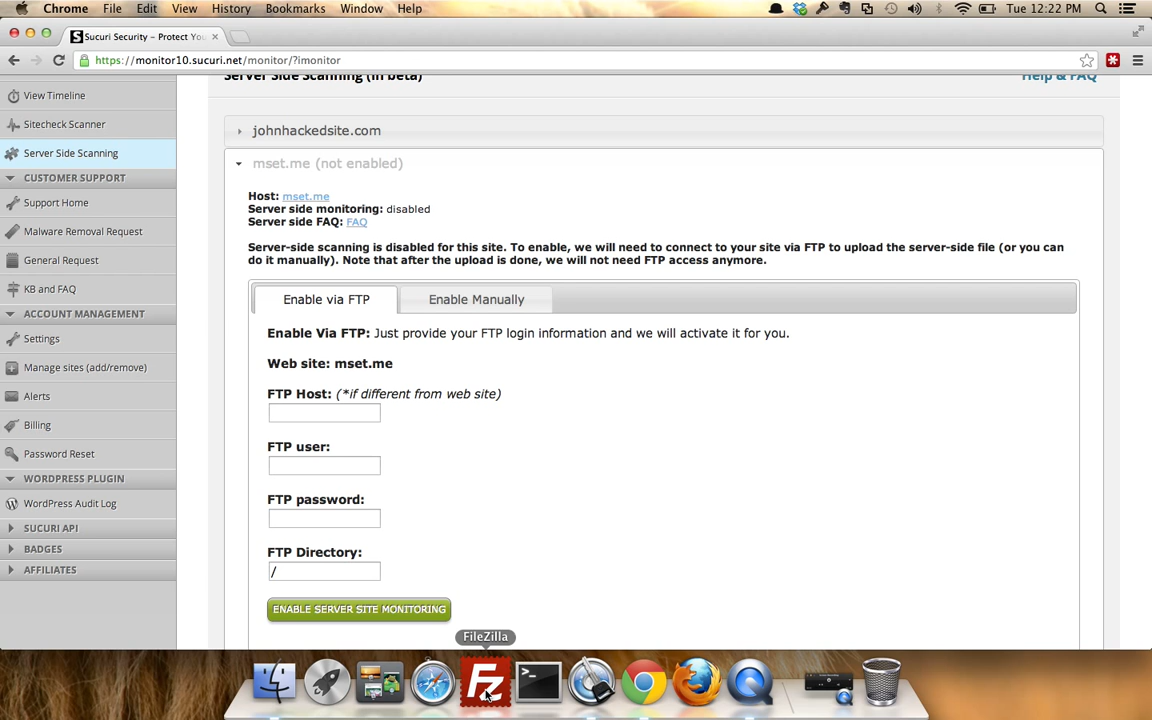 Chrome File Edit View History Bookmarks Window Help Tue 12:22 PM
S Sucuri Security – Protect You
https://monitor10.sucuri.net/monitor/?imonitor
Server Side Scanning (in beta) Help & FAQ
View Timeline
Sitecheck Scanner
Server Side Scanning
CUSTOMER SUPPORT
Support Home
Malware Removal Request
General Request
KB and FAQ
ACCOUNT MANAGEMENT
Settings
Manage sites (add/remove)
Alerts
Billing
Password Reset
WORDPRESS PLUGIN
WordPress Audit Log
SUCURI API
BADGES
AFFILIATES
johnhackedsite.com
mset.me (not enabled)
Host: mset.me
Server side monitoring: disabled
Server side FAQ: FAQ
Server-side scanning is disabled for this site. To enable, we will need to connect to your site via FTP to upload the server-side file (or you can
do it manually). Note that after the upload is done, we will not need FTP access anymore.
Enable via FTP Enable Manually
Enable Via FTP: Just provide your FTP login information and we will activate it for you.
Web site: mset.me
FTP Host: (*if different from web site)
FTP user:
FTP password:
FTP Directory:
/
ENABLE SERVER SITE MONITORING
FileZilla
Fz
>_